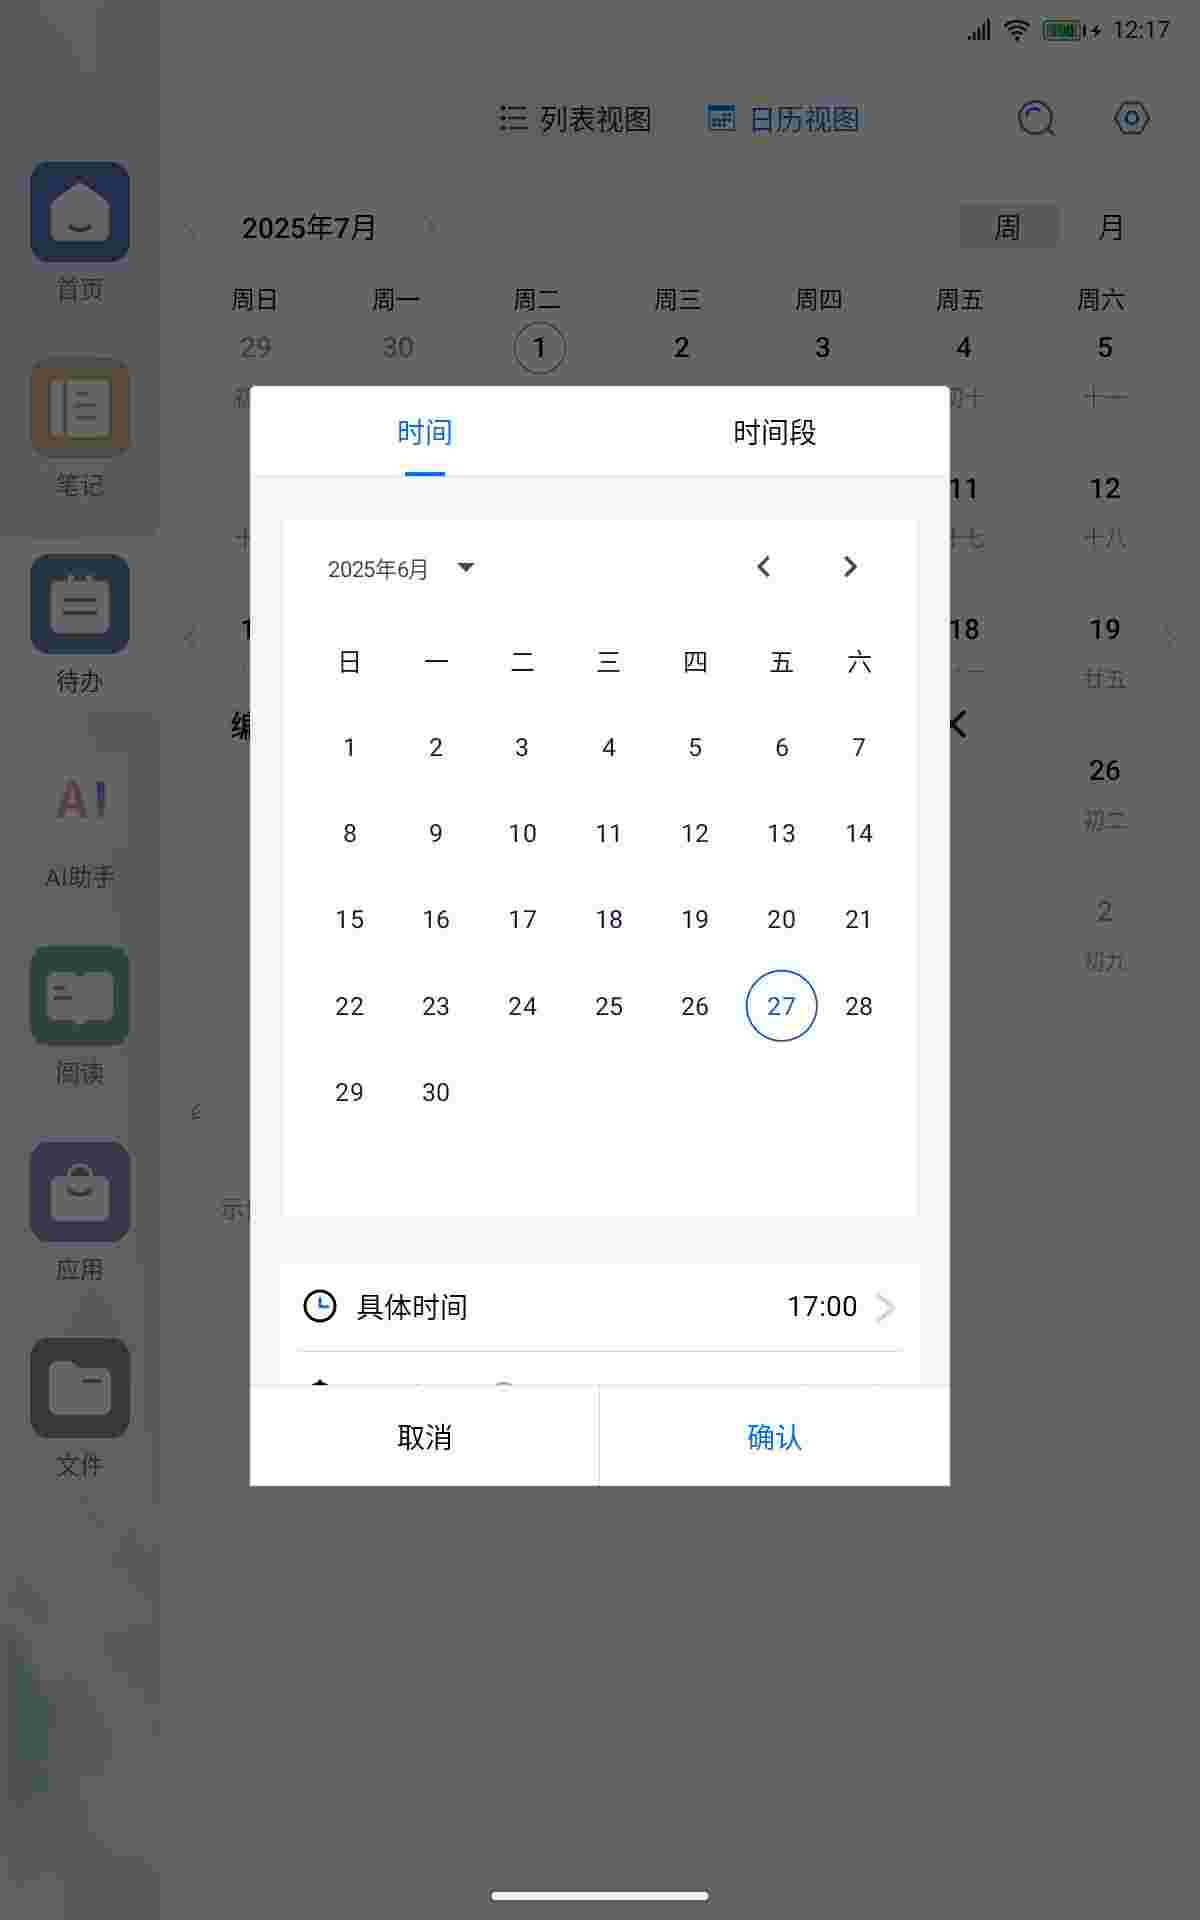 12:17
列表视图 日历视图
2025年7月 周 月
周日 周一 周二 周三 周四 周五 周六
29 30 1 2 3 4 5
初十 十一
时间 时间段
11 12
十七 十八
2025年6月
日 一 二 三 四 五 六
1 2 3 4 5 6 7
8 9 10 11 12 13 14
15 16 17 18 19 20 21
22 23 24 25 26 27 28
29 30
18 19
廿五
26
初二
2
初九
具体时间 17:00
取消 确认
首页
笔记
待办
AI
AI助手
阅读
应用
文件